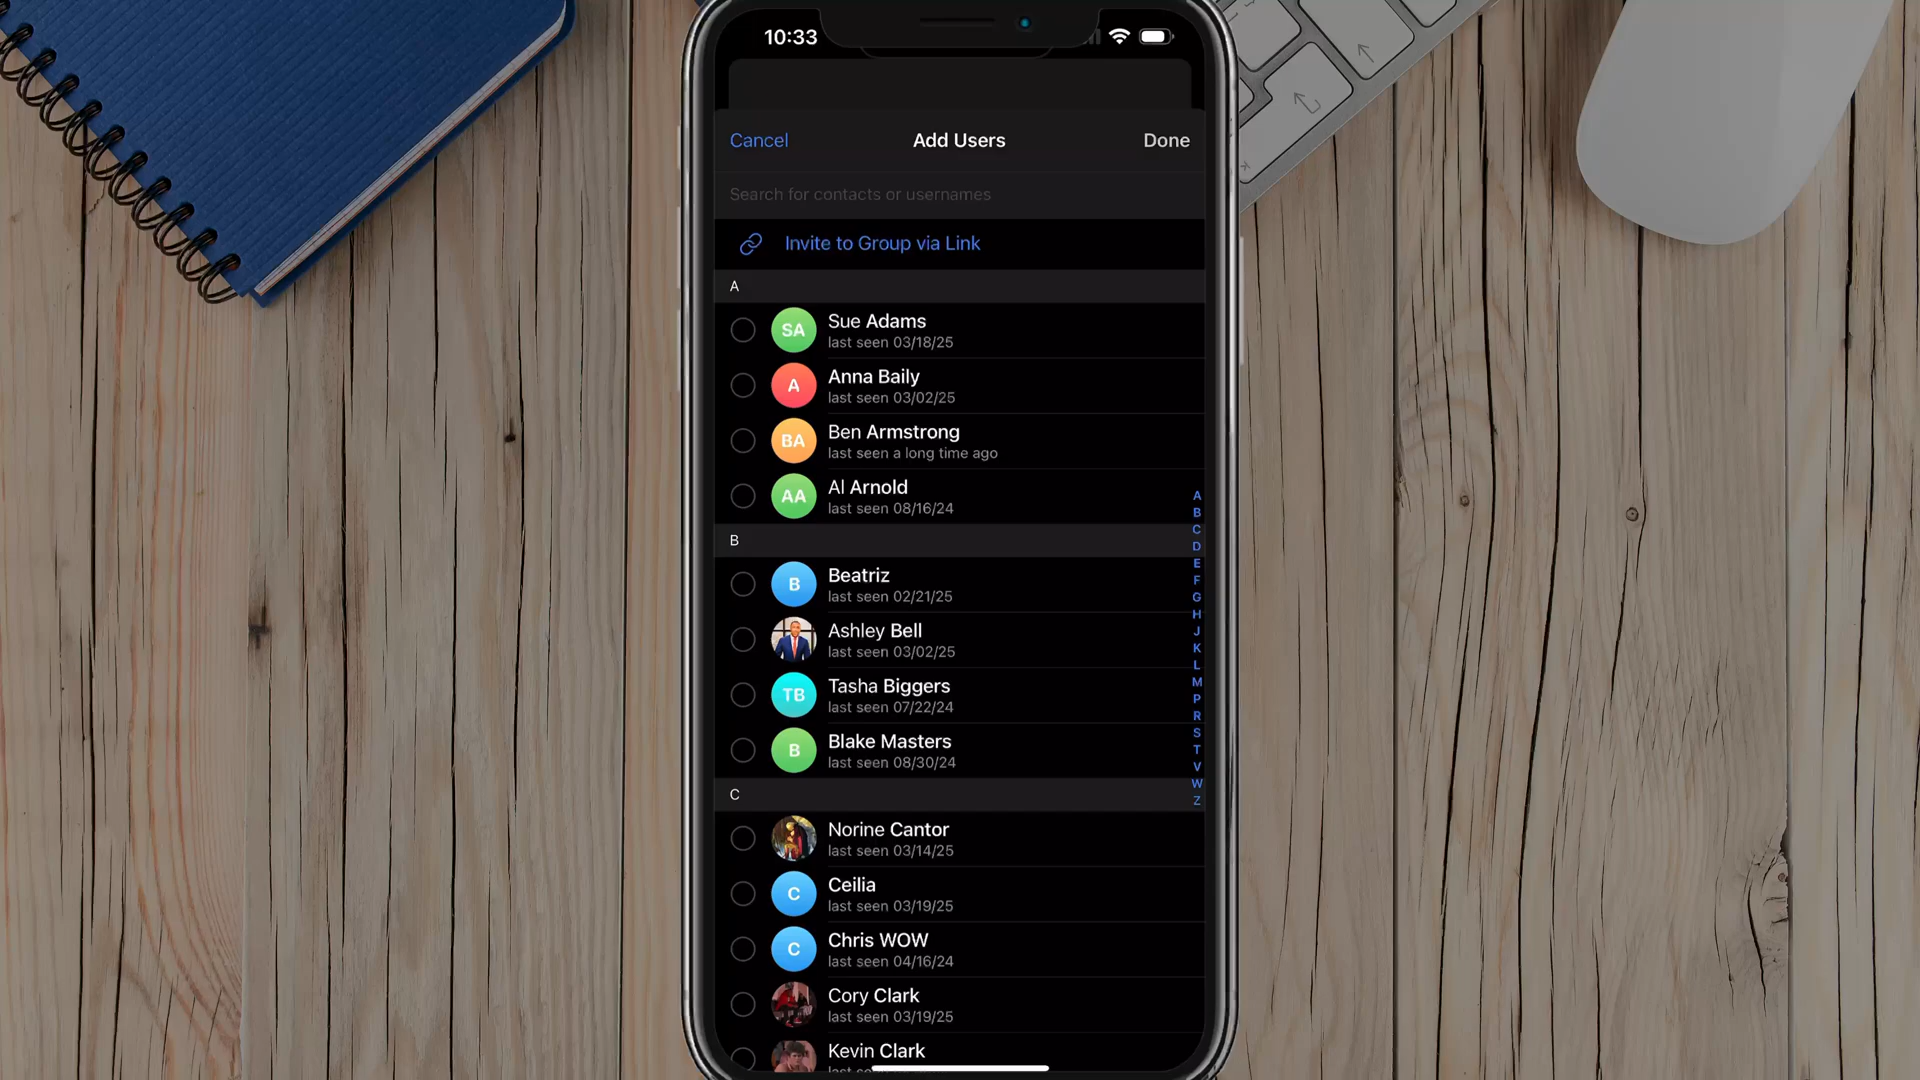 10:33
Cancel Add Users Done
Search for contacts or usernames
Invite to Group via Link
A
SA Sue Adams
last seen 03/18/25
A Anna Baily
last seen 03/02/25
BA Ben Armstrong
last seen a long time ago
AA Al Arnold
last seen 08/16/24
B
B Beatriz
last seen 02/21/25
Ashley Bell
last seen 03/02/25
TB Tasha Biggers
last seen 07/22/24
B Blake Masters
last seen 08/30/24
C
Norine Cantor
last seen 03/14/25
C Ceilia
last seen 03/19/25
C Chris WOW
last seen 04/16/24
Cory Clark
last seen 03/19/25
Kevin Clark
A
B
C
D
E
F
G
H
J
K
L
M
P
R
S
T
V
W
Z